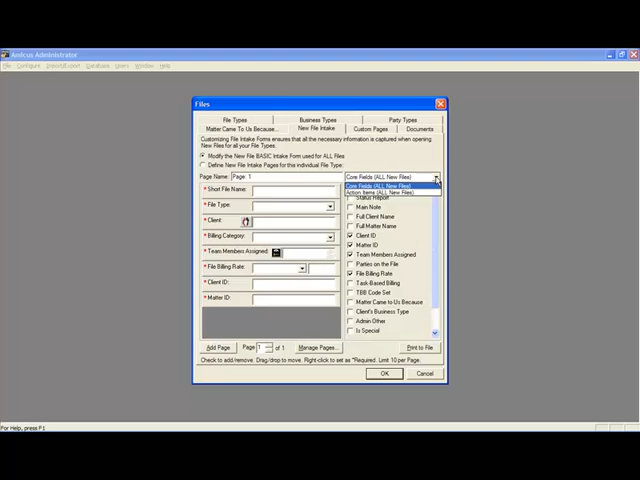 Amicus Administrator
File Configure Import/Export Database Users Window Help
Files
File Types Business Types Party Types
Matter Came To Us Because... New File Intake Custom Pages Documents
Customizing File Intake Forms ensures that all the necessary information is captured when opening
New Files for all your File Types.
Modify the New File BASIC Intake Form used for ALL Files
Define New File Intake Pages for this individual File Type:
Page Name: Page: 1
Core Fields (ALL New Files)
Core Fields (ALL New Files)
Action Items (ALL New Files)
* Short File Name:
* File Type:
* Client:
* Billing Category:
* Team Members Assigned:
* File Billing Rate:
* Client ID:
* Matter ID:
Status Report
Main Note
Full Client Name
Full Matter Name
Client ID
Matter ID
Team Members Assigned
Parties on the File
File Billing Rate
Task-Based Billing
TBB Code Set
Matter Came to Us Because
Client's Business Type
Admin Other
Is Special
Add Page Page 1 of 1 Manage Pages... Print to File
Check to add/remove. Drag/drop to move. Right-click to set as *Required. Limit 10 per Page.
OK Cancel
For Help, press F1